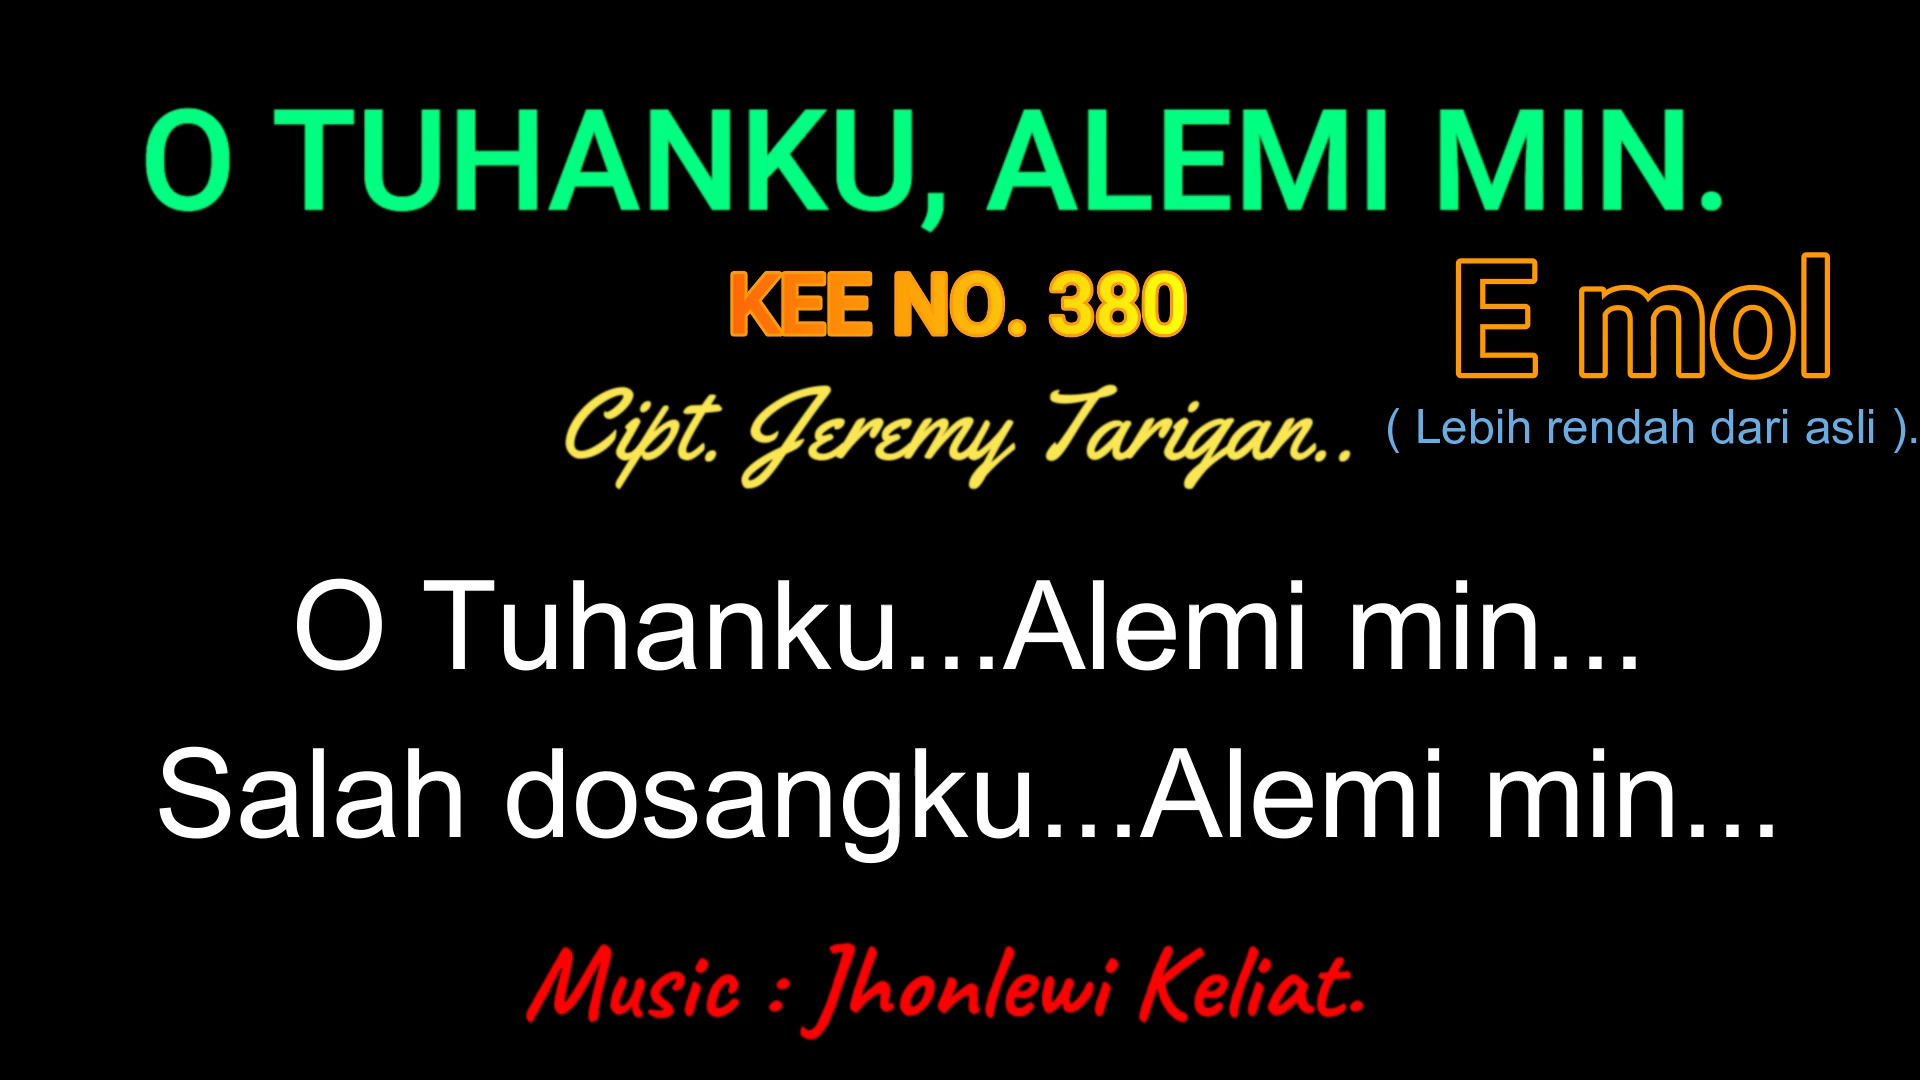 O TUHANKU, ALEMI MIN.
KEE NO. 380
E mol
Cipt. Jeremy Tarigan..
( Lebih rendah dari asli ).
O Tuhanku...Alemi min...
Salah dosangku...Alemi min...
Music : Jhonlewi Keliat.